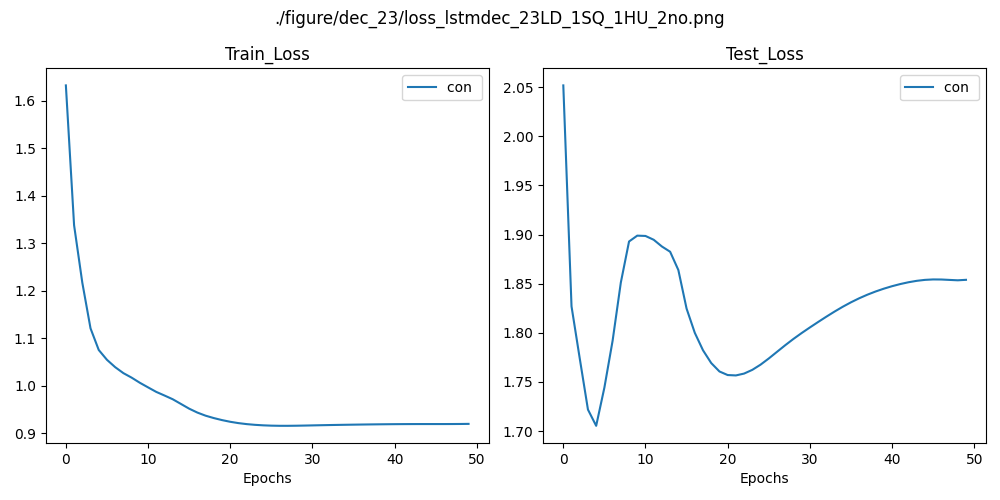 ./figure/dec_23/loss_lstmdec_23LD_1SQ_1HU_2no.png
Train_Loss
con
1.6
1.5
1.4
1.3
1.2
1.1
1.0
0.9
0 10 20 30 40 50
Epochs
Test_Loss
con
2.05
2.00
1.95
1.90
1.85
1.80
1.75
1.70
0 10 20 30 40 50
Epochs